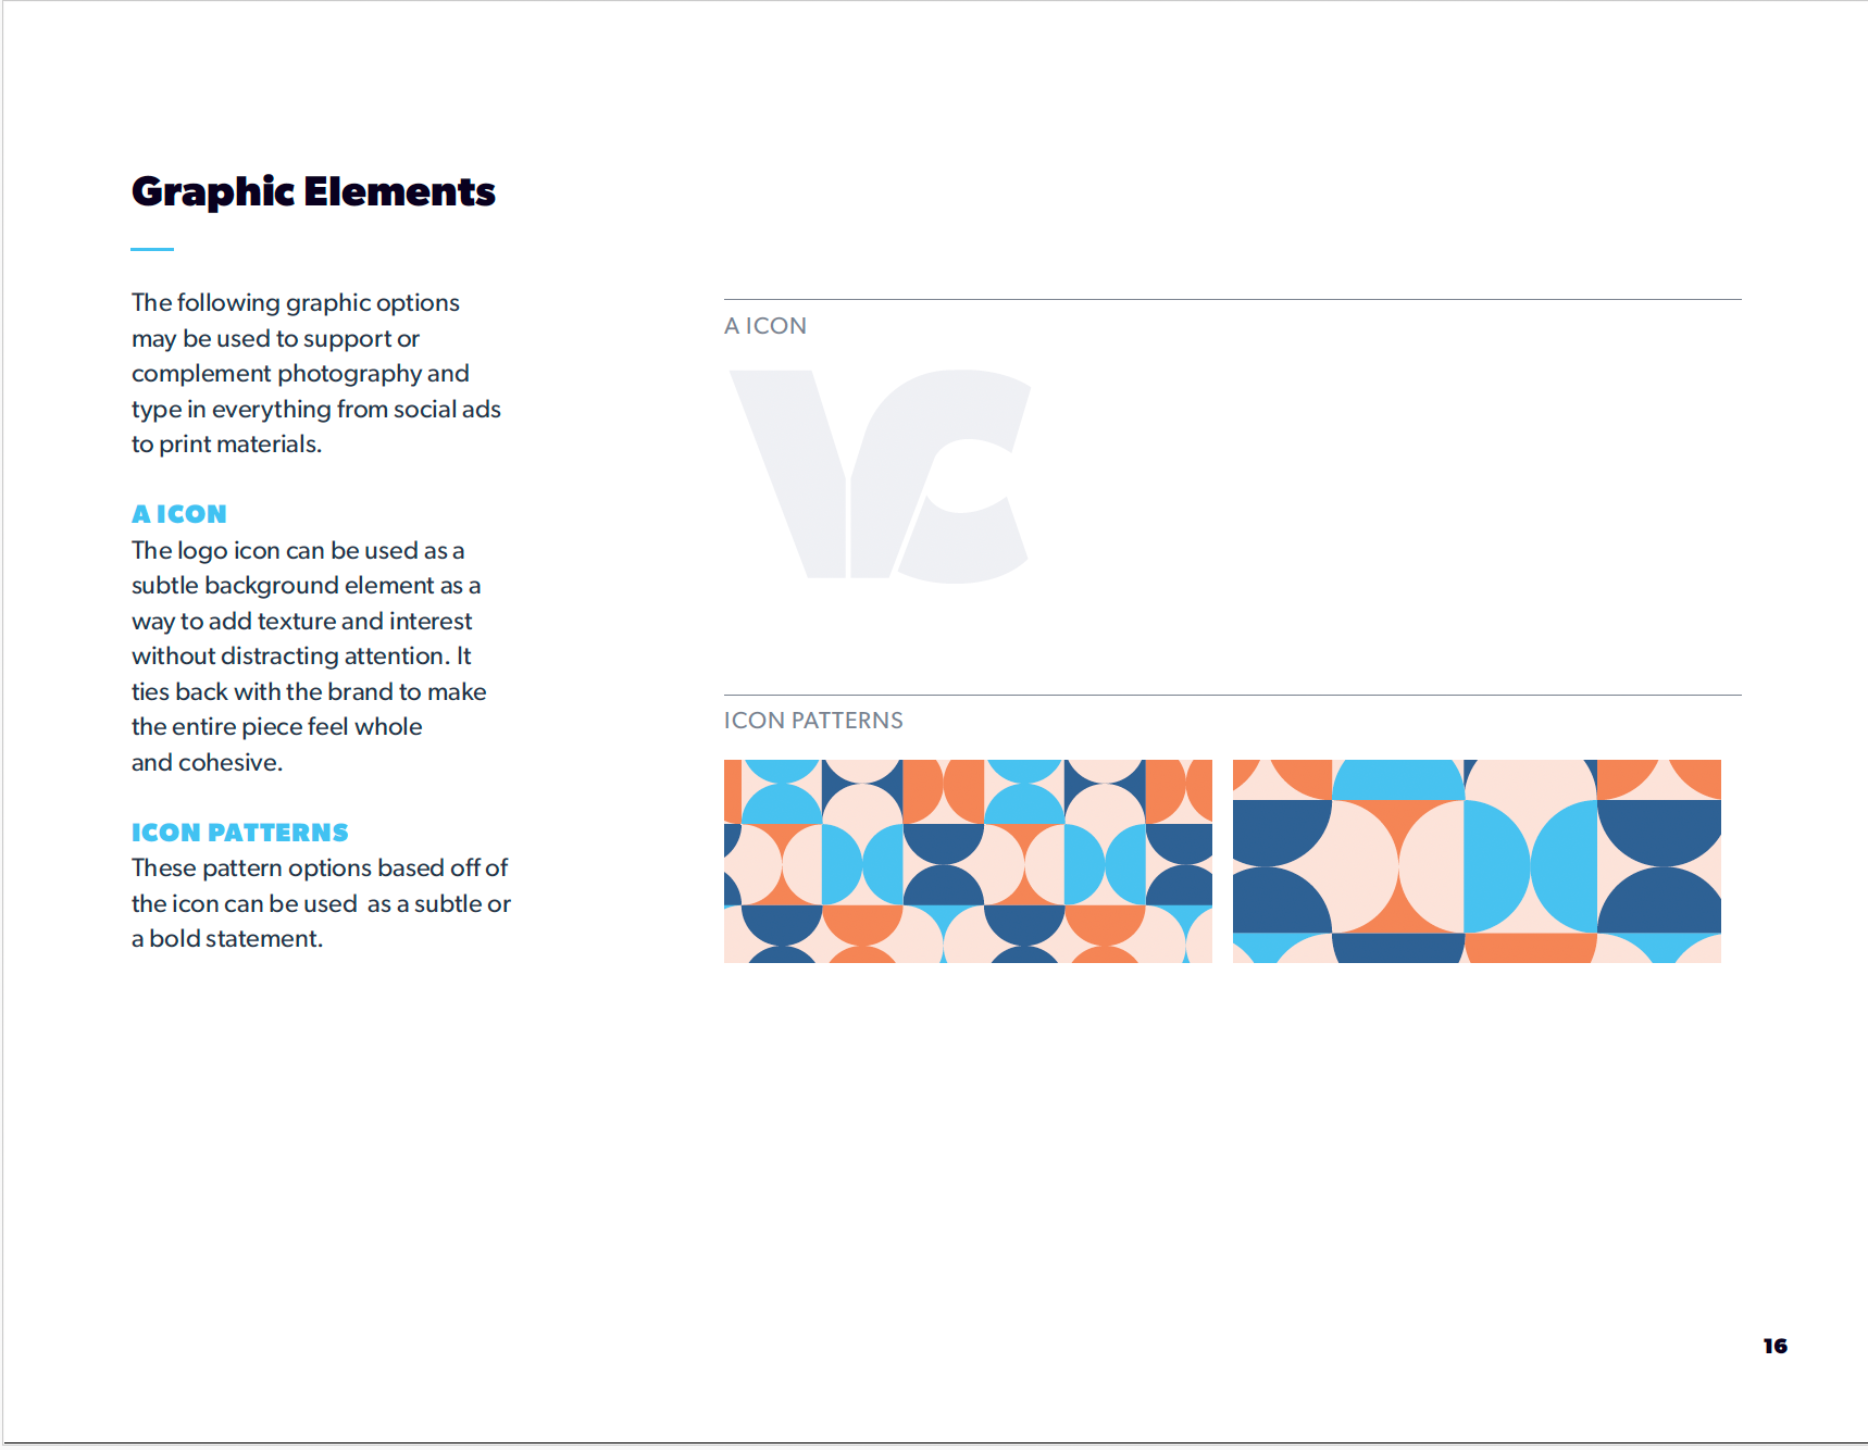 Graphic Elements
The following graphic options
may be used to support or
complement photography and
type in everything from social ads
to print materials.
A ICON
The logo icon can be used as a
subtle background element as a
way to add texture and interest
without distracting attention. It
ties back with the brand to make
the entire piece feel whole
and cohesive.
ICON PATTERNS
These pattern options based off of
the icon can be used  as a subtle or
a bold statement.
A ICON
VC
ICON PATTERNS
16